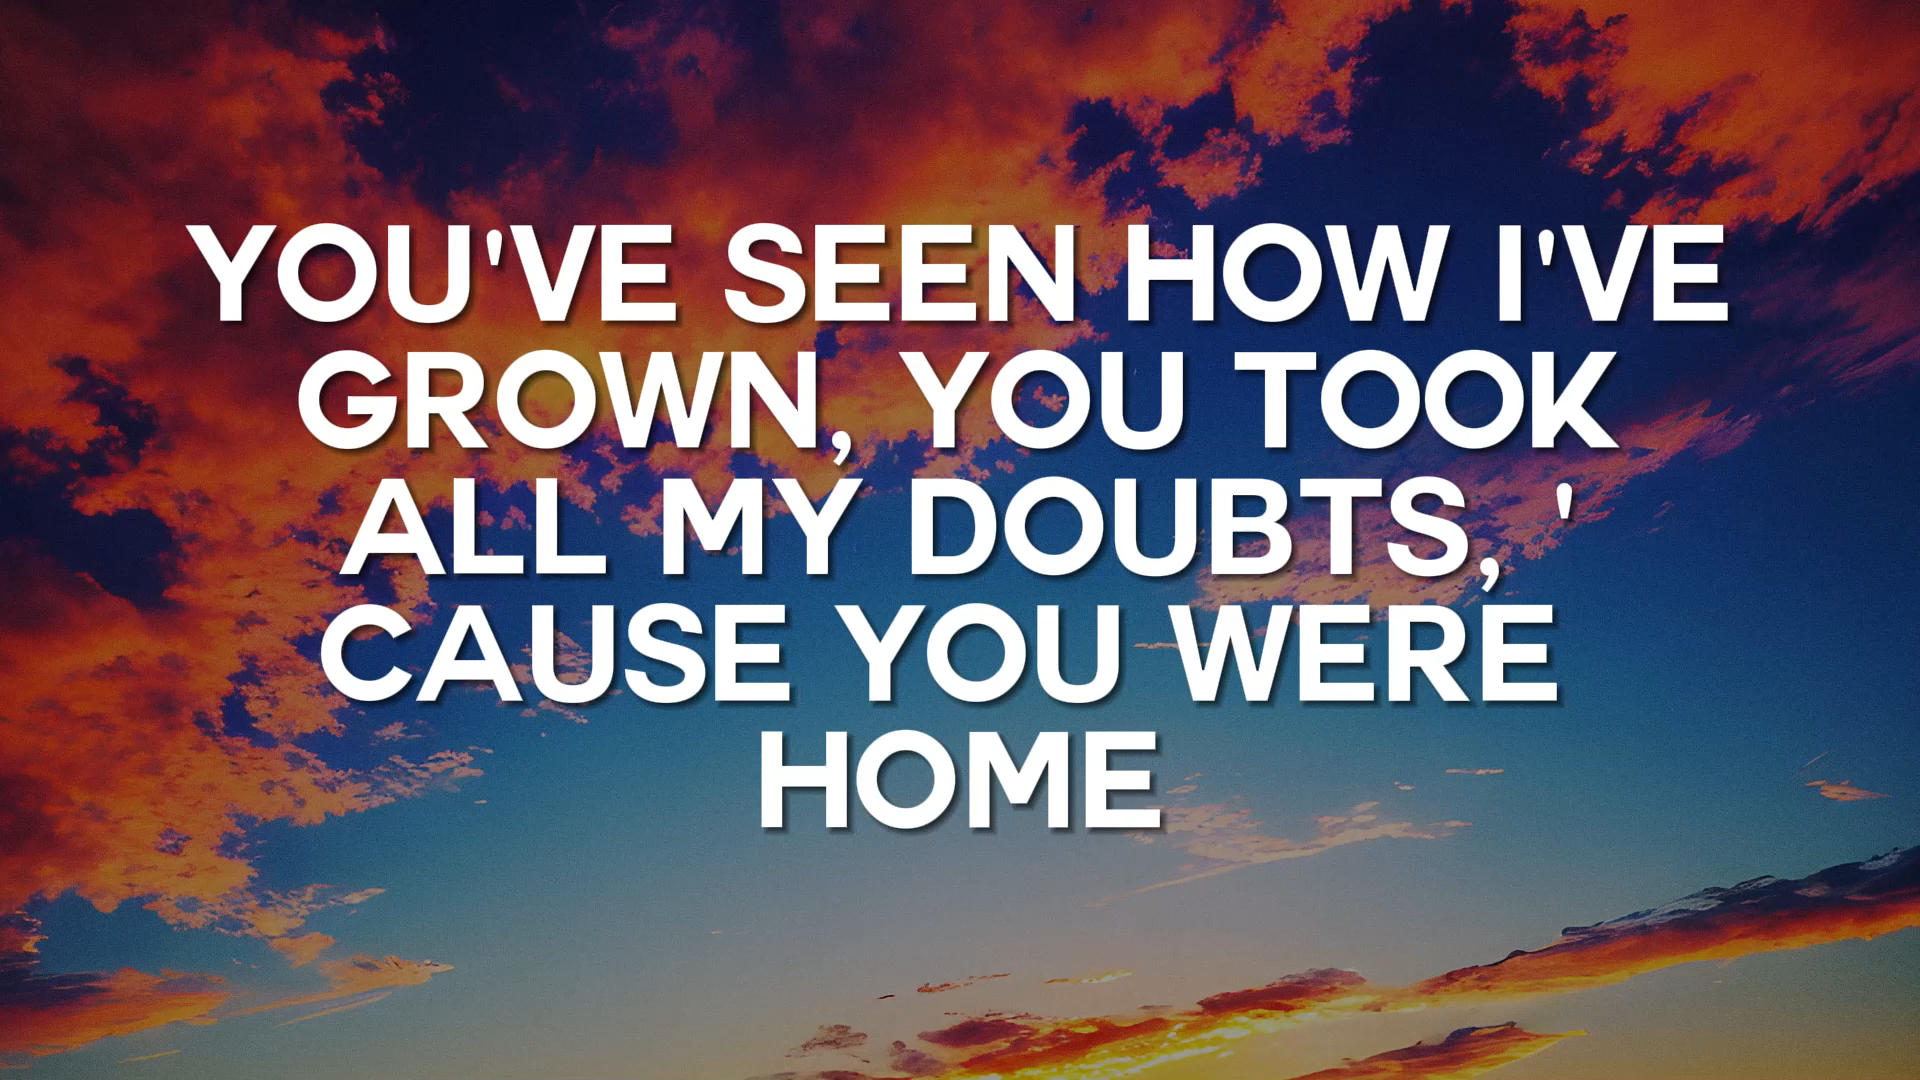 YOU'VE SEEN HOW I'VE
GROWN, YOU TOOK
ALL MY DOUBTS, '
CAUSE YOU WERE
HOME